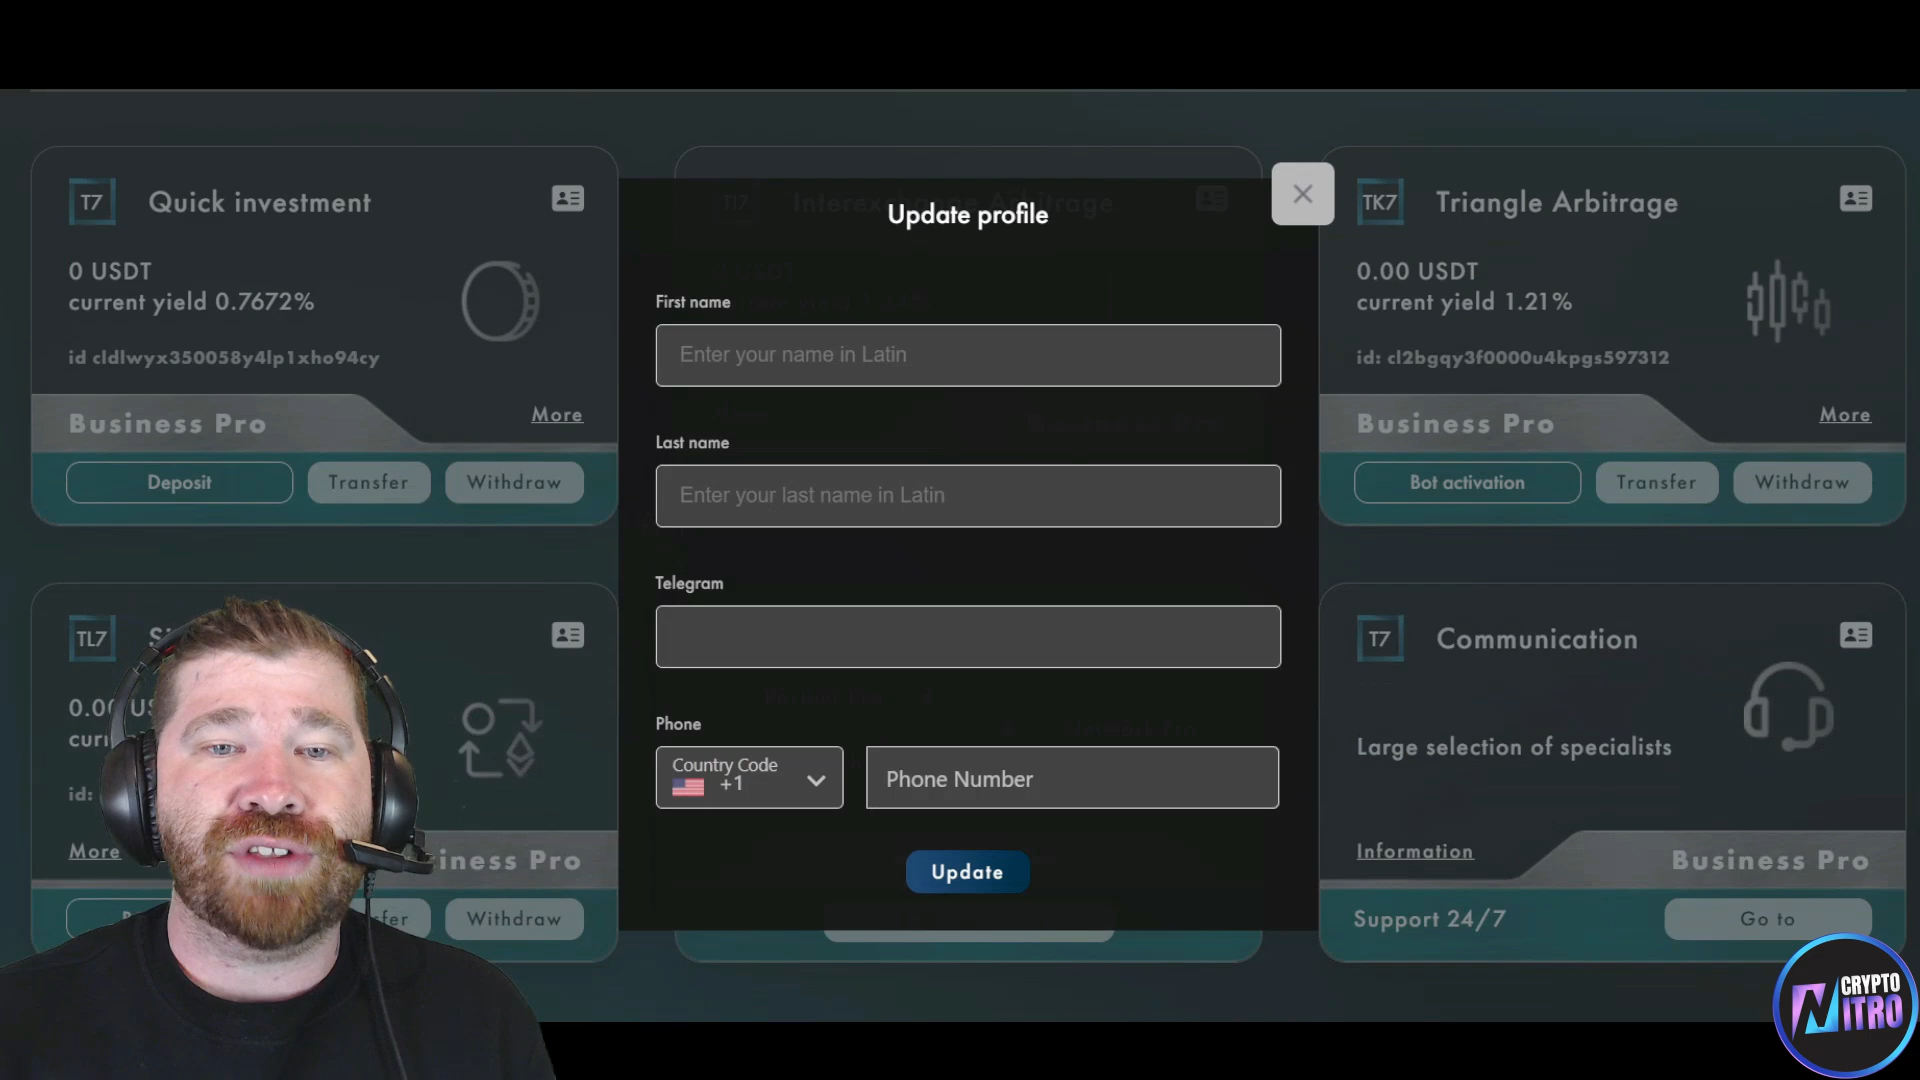 T7
Quick investment
0 USDT
current yield 0.7672%
id cldlwyx350058y4lp1xho94cy
More
Business Pro
Deposit
Transfer
Withdraw
Update profile
First name
Enter your name in Latin
Last name
Enter your last name in Latin
Telegram
Phone
Country Code
+1
Phone Number
Update
TK7
Triangle Arbitrage
0.00 USDT
current yield 1.21%
id: cl2bgqy3f0000u4kpgs597312
More
Business Pro
Bot activation
Transfer
Withdraw
TL7
id:
More
Business Pro
Withdraw
T7
Communication
Large selection of specialists
Information
Business Pro
Support 24/7
Go to
CRYPTO
NITRO